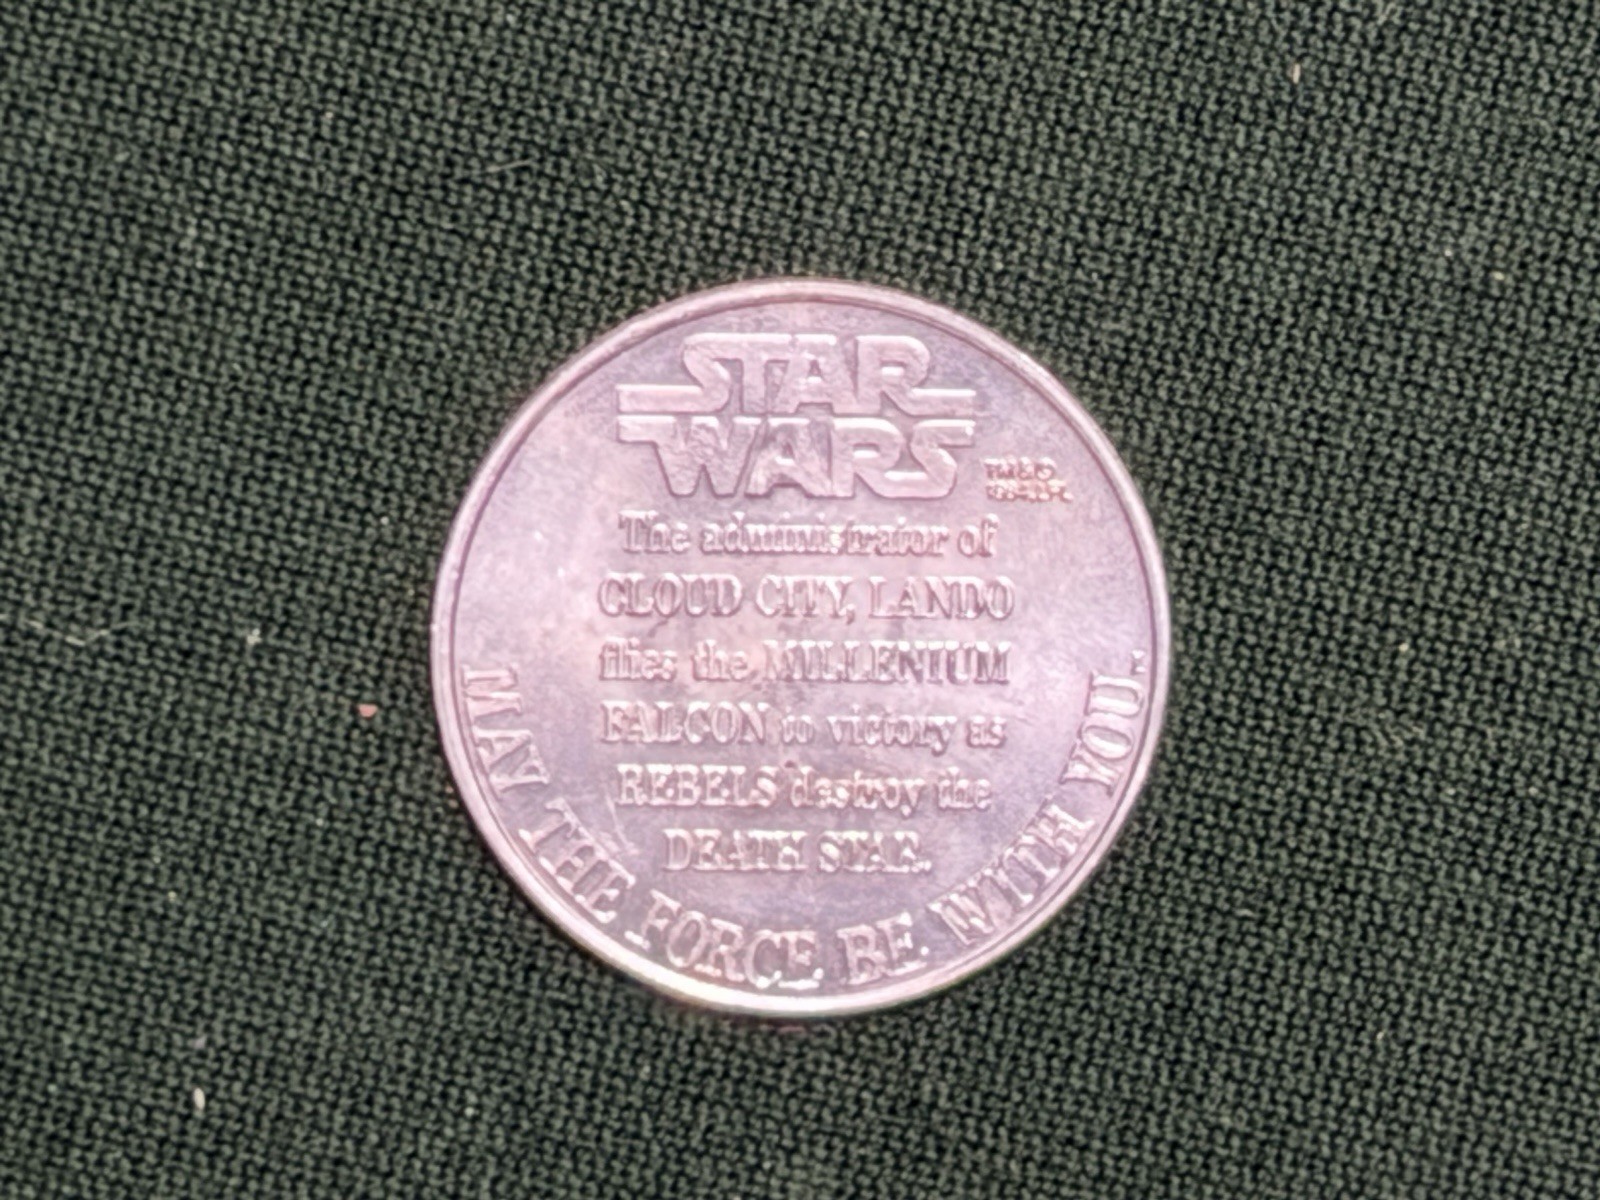 STAR
WARS
The administrator of
CLOUD CITY, LANDO
flies the MILLENIUM
FALCON to victory as
REBELS destroy the
DEATH STAR.
MAY THE FORCE BE WITH YOU.